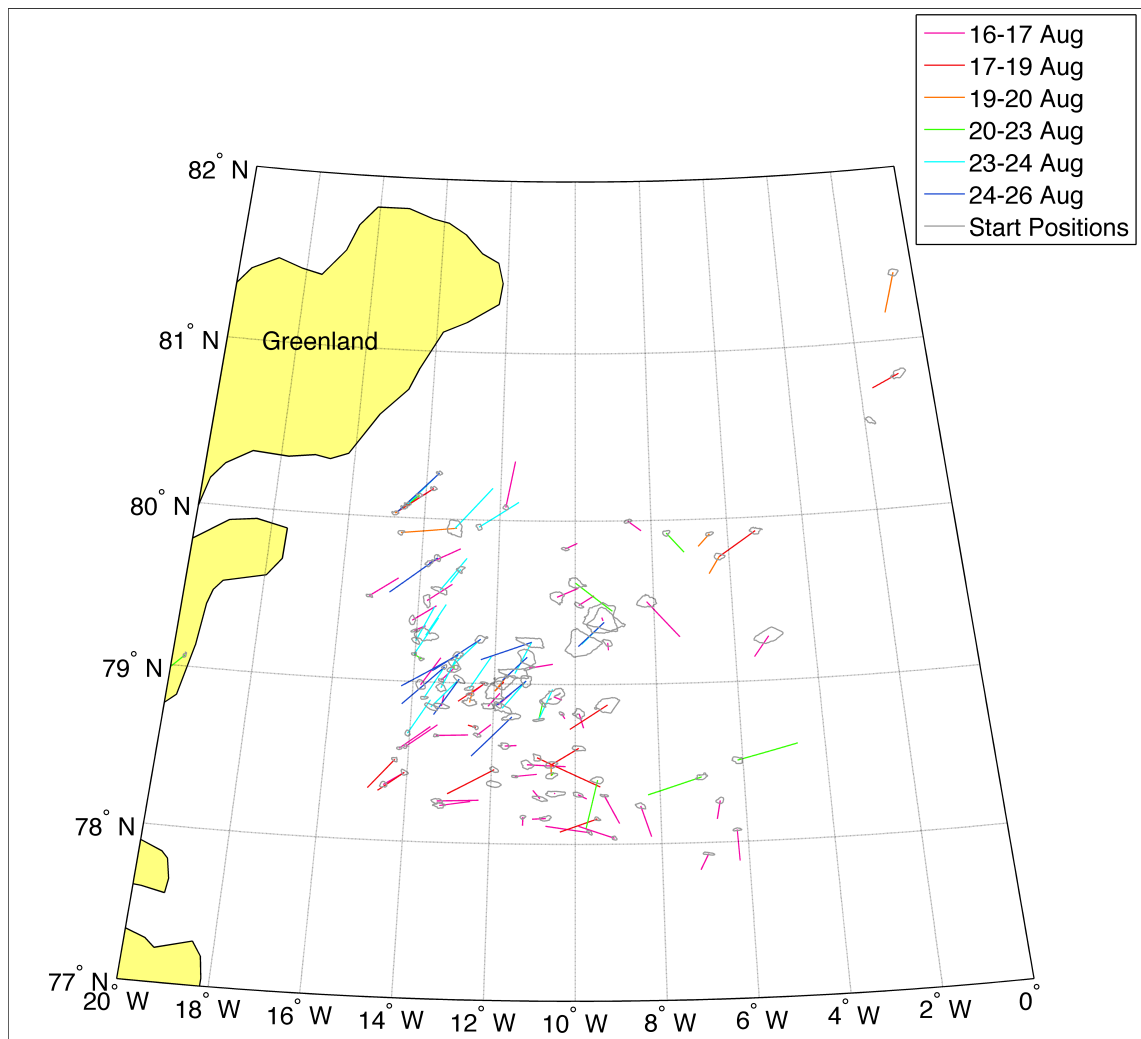 16-17 Aug
17-19 Aug
19-20 Aug
20-23 Aug
23-24 Aug
24-26 Aug
Start Positions
82° N
81° N
Greenland
80° N
79° N
78° N
77° N
20° W 18° W 16° W 14° W 12° W 10° W 8° W 6° W 4° W 2° W 0°